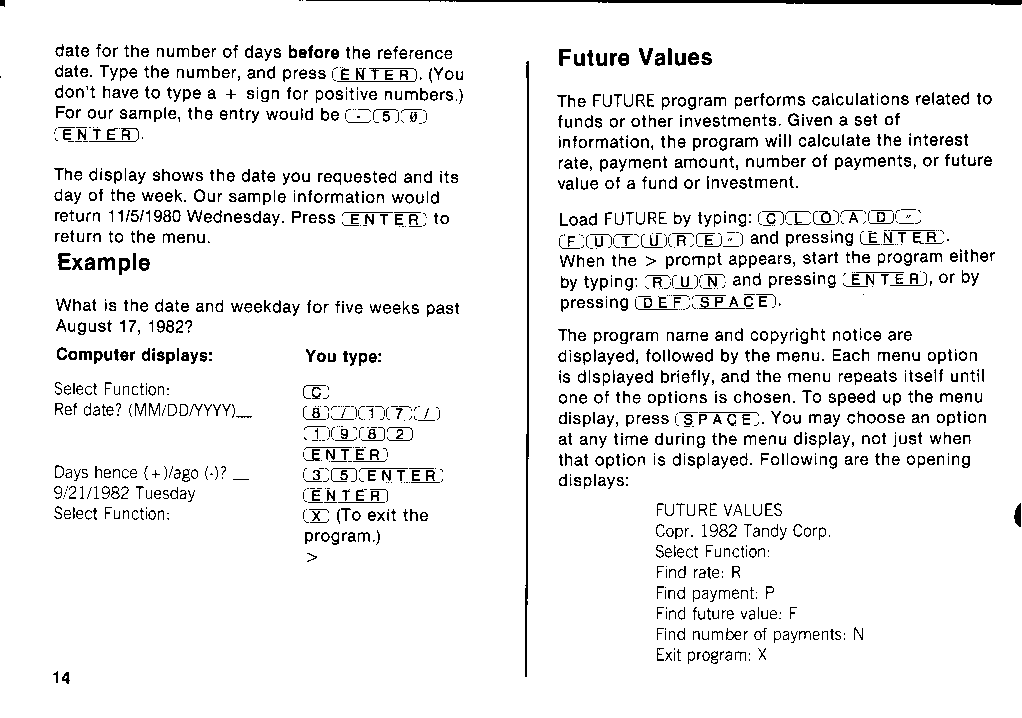 date for the number of days before the reference
date. Type the number, and press ENTER. (You
don't have to type a + sign for positive numbers.)
For our sample, the entry would be - 5 0
ENTER.
The display shows the date you requested and its
day of the week. Our sample information would
return 11/5/1980 Wednesday. Press ENTER to
return to the menu.
Example
What is the date and weekday for five weeks past
August 17, 1982?
Computer displays: You type:
Select Function: C
Ref date? (MM/DD/YYYY)_ 8 / 1 7 /
1 9 8 2
ENTER
Days hence (+)/ago (-)? _ 3 5 ENTER
9/21/1982 Tuesday ENTER
Select Function: X (To exit the
program.)
>
14
Future Values
The FUTURE program performs calculations related to
funds or other investments. Given a set of
information, the program will calculate the interest
rate, payment amount, number of payments, or future
value of a fund or investment.
Load FUTURE by typing: C L O A D "
F U T U R E " and pressing ENTER.
When the > prompt appears, start the program either
by typing: R U N and pressing ENTER, or by
pressing DEF SPACE.
The program name and copyright notice are
displayed, followed by the menu. Each menu option
is displayed briefly, and the menu repeats itself until
one of the options is chosen. To speed up the menu
display, press SPACE. You may choose an option
at any time during the menu display, not just when
that option is displayed. Following are the opening
displays:
FUTURE VALUES
Copr. 1982 Tandy Corp.
Select Function:
Find rate: R
Find payment: P
Find future value: F
Find number of payments: N
Exit program: X